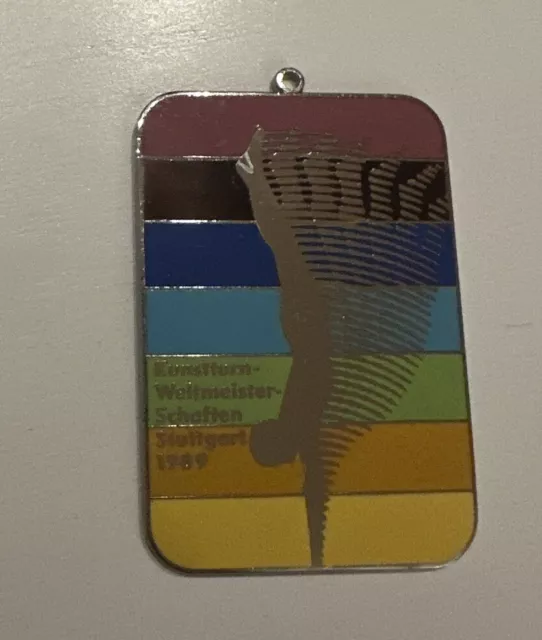 Kunstturn-
Weltmeister-
Schaften
Stuttgart
1989